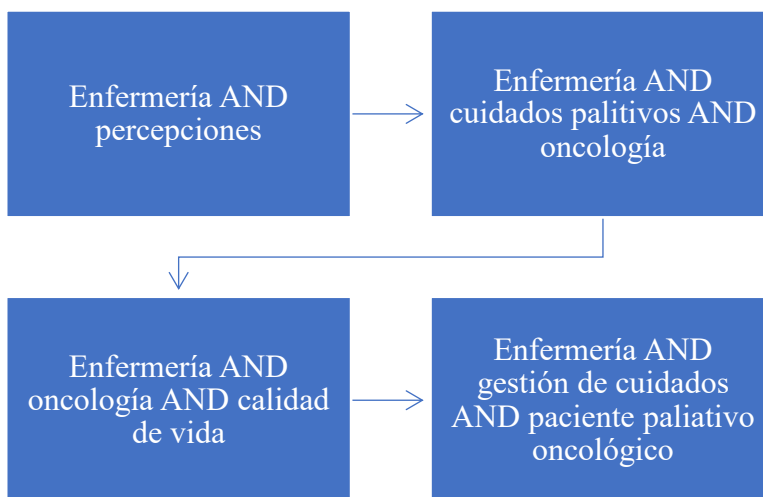 Enfermería AND
percepciones
Enfermería AND
cuidados palitivos AND
oncología
Enfermería AND
oncología AND calidad
de vida
Enfermería AND
gestión de cuidados
AND paciente paliativo
oncológico